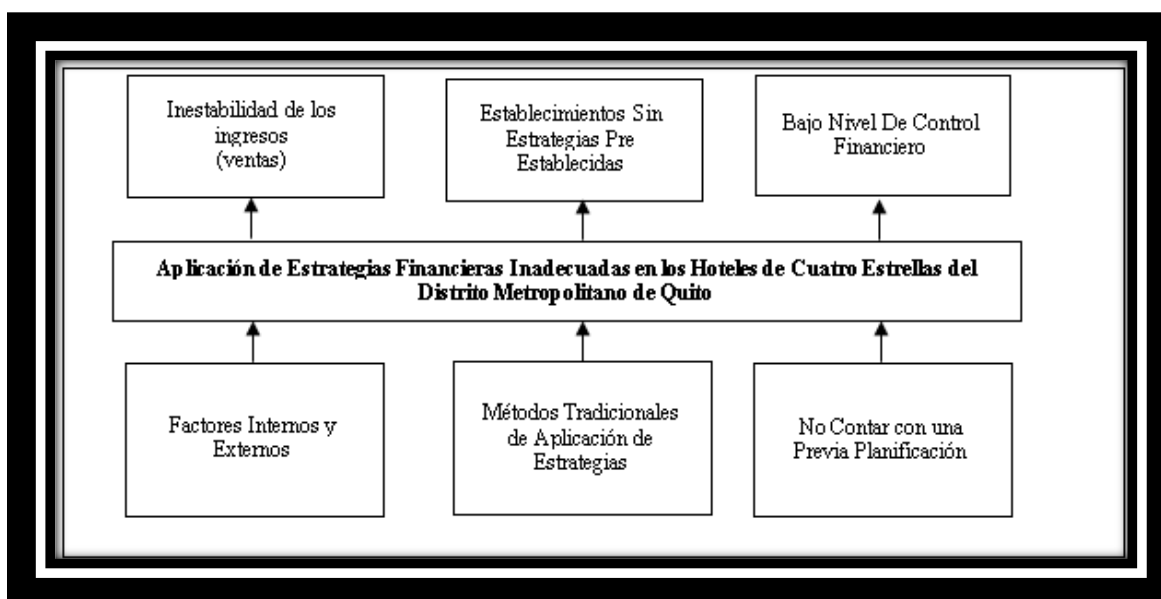 Inestabilidad de los
ingresos
(ventas)
Establecimientos Sin
Estrategias Pre
Establecidas
Bajo Nivel De Control
Financiero
Aplicación de Estrategias Financieras Inadecuadas en los Hoteles de Cuatro Estrellas del
Distrito Metropolitano de Quito
Factores Internos y
Externos
Métodos Tradicionales
de Aplicación de
Estrategias
No Contar con una
Previa Planificación